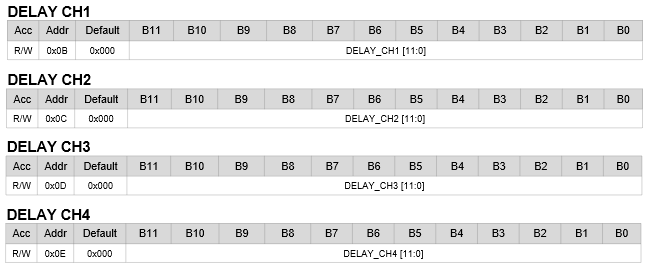 DELAY CH1
Acc Addr Default B11 B10 B9 B8 B7 B6 B5 B4 B3 B2 B1 B0
R/W 0x0B 0x000 DELAY_CH1 [11:0]
DELAY CH2
Acc Addr Default B11 B10 B9 B8 B7 B6 B5 B4 B3 B2 B1 B0
R/W 0x0C 0x000 DELAY_CH2 [11:0]
DELAY CH3
Acc Addr Default B11 B10 B9 B8 B7 B6 B5 B4 B3 B2 B1 B0
R/W 0x0D 0x000 DELAY_CH3 [11:0]
DELAY CH4
Acc Addr Default B11 B10 B9 B8 B7 B6 B5 B4 B3 B2 B1 B0
R/W 0x0E 0x000 DELAY_CH4 [11:0]